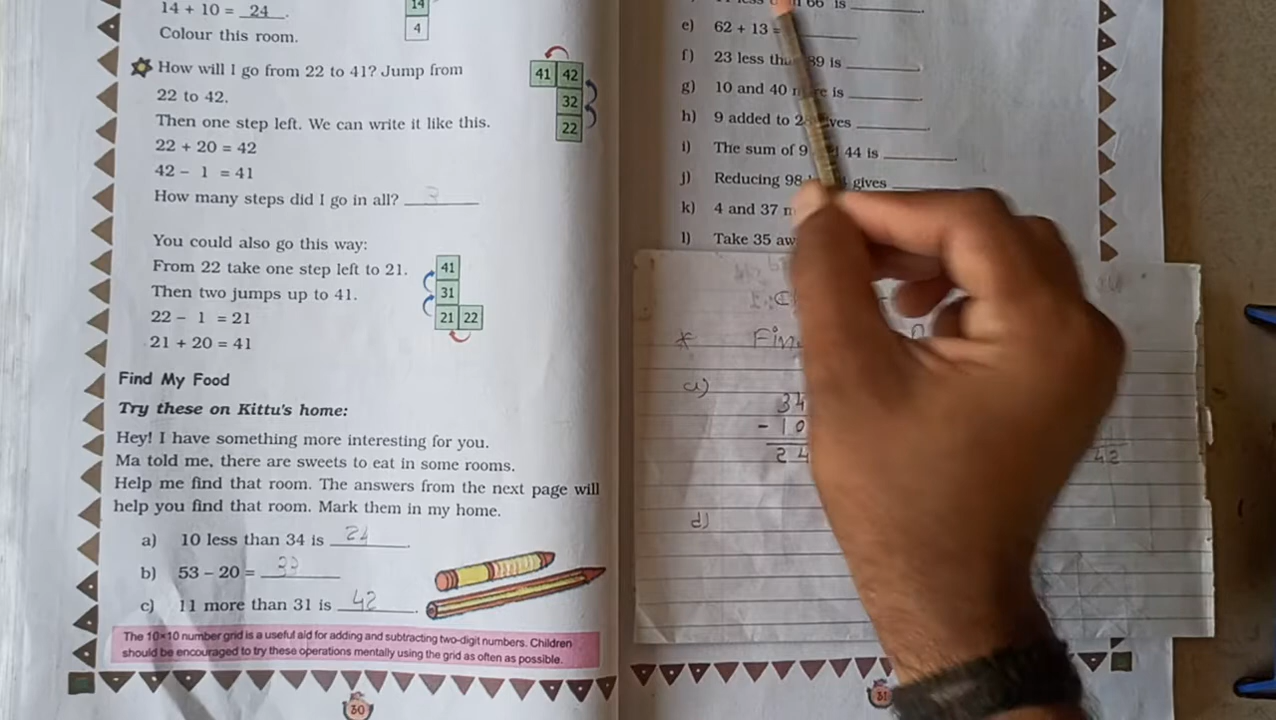 14 + 10 = 24.
Colour this room.
14
4
How will I go from 22 to 41? Jump from
22 to 42.
Then one step left. We can write it like this.
22 + 20 = 42
42 - 1 = 41
How many steps did I go in all? 3
41 42
32
22
You could also go this way:
From 22 take one step left to 21.
Then two jumps up to 41.
22 - 1 = 21
21 + 20 = 41
41
31
21 22
Find My Food
Try these on Kittu's home:
Hey! I have something more interesting for you.
Ma told me, there are sweets to eat in some rooms.
Help me find that room. The answers from the next page will
help you find that room. Mark them in my home.
a) 10 less than 34 is 24.
b) 53 – 20 = 33
c) 11 more than 31 is 42.
The 10×10 number grid is a useful aid for adding and subtracting two-digit numbers. Children
should be encouraged to try these operations mentally using the grid as often as possible.
30
66 is
e) 62 + 13 =
f) 23 less 89 is
g) 10 and 40 is
h) 9 added to
i) The sum of 9 44 is
j) Reducing 98 gives
k) 4 and 37
l) Take 35
*
a) 34
- 10
24
42
d)
31